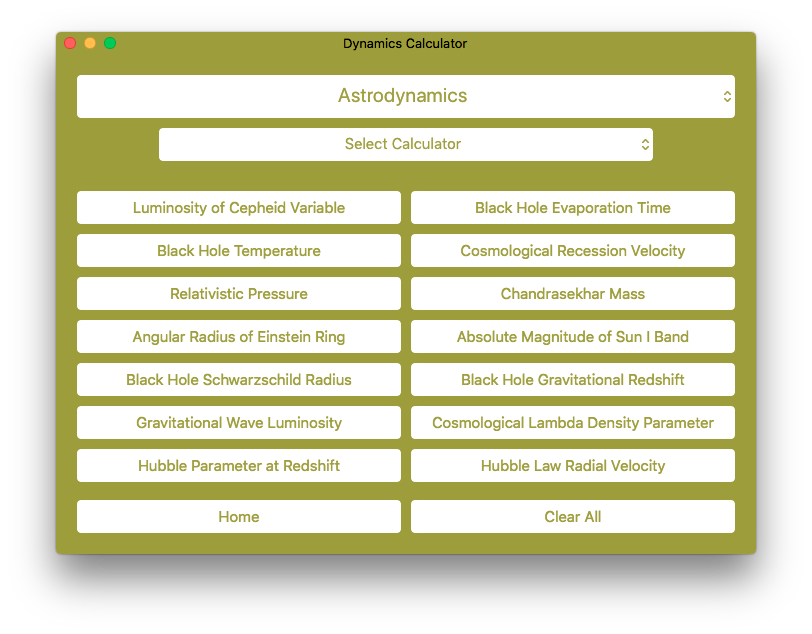 Dynamics Calculator
Astrodynamics
Select Calculator
Luminosity of Cepheid Variable
Black Hole Evaporation Time
Black Hole Temperature
Cosmological Recession Velocity
Relativistic Pressure
Chandrasekhar Mass
Angular Radius of Einstein Ring
Absolute Magnitude of Sun I Band
Black Hole Schwarzschild Radius
Black Hole Gravitational Redshift
Gravitational Wave Luminosity
Cosmological Lambda Density Parameter
Hubble Parameter at Redshift
Hubble Law Radial Velocity
Home
Clear All